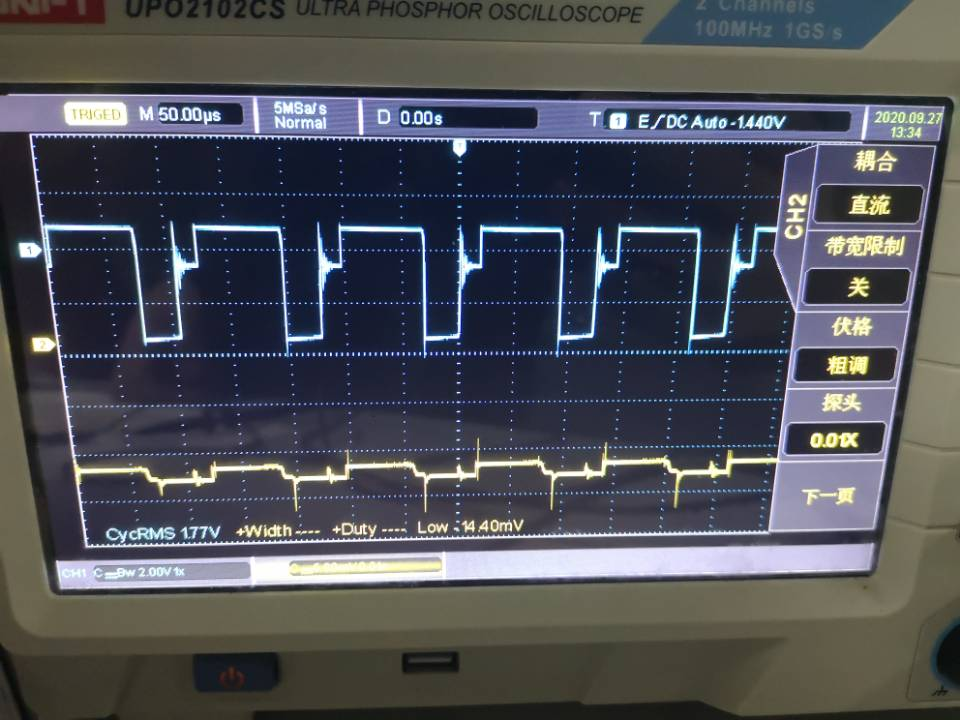 UPO2102CS ULTRA PHOSPHOR OSCILLOSCOPE
2 Channels
100MHz 1GS/s
TRIGED M 50.00μs
5MSa/s
Normal
D 0.00s
T 1 E DC Auto -1.440V
2020.09.27
13:34
T
1
2
CH2
耦合
直流
带宽限制
关
伏格
粗调
探头
0.01X
下一页
CycRMS 1.77V +Width ---- +Duty ---- Low -14.40mV
CH1 Bw 2.00V 1x